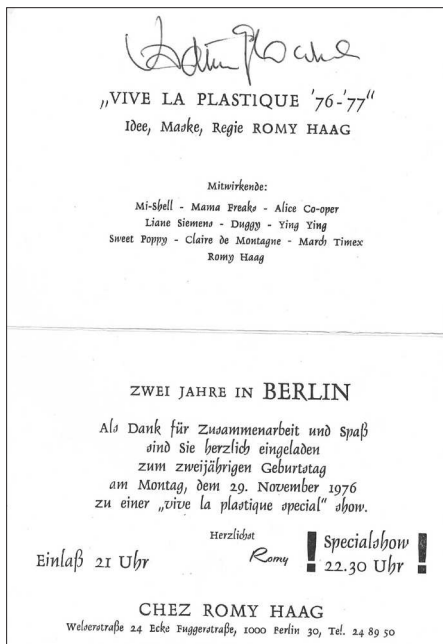 „VIVE LA PLASTIQUE '76-'77“
Idee, Maske, Regie ROMY HAAG
Mitwirkende:
Mi-Shell - Mama Freaks - Alice Co-oper
Liane Siemens - Duggy - Ying Ying
Sweet Poppy - Claire de Montagne - March Timex
Romy Haag
ZWEI JAHRE IN BERLIN
Als Dank für Zusammenarbeit und Spaß
sind Sie herzlich eingeladen
zum zweijährigen Geburtstag
am Montag, dem 29. November 1976
zu einer „vive la plastique special“ show.
Herzlichst
Romy
Einlaß 21 Uhr
! Specialshow !
22.30 Uhr
CHEZ ROMY HAAG
Welserstraße 24 Ecke Fuggerstraße, 1000 Berlin 30, Tel. 24 89 50